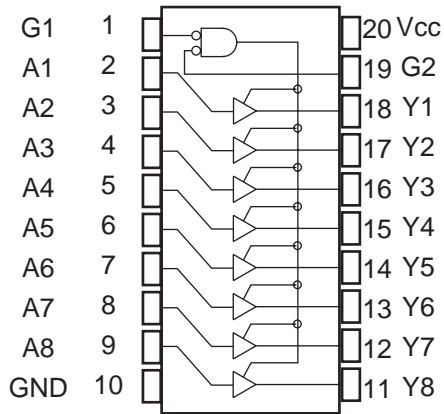 G1 1 20 Vcc
A1 2 19 G2
A2 3 18 Y1
A3 4 17 Y2
A4 5 16 Y3
A5 6 15 Y4
A6 7 14 Y5
A7 8 13 Y6
A8 9 12 Y7
GND 10 11 Y8